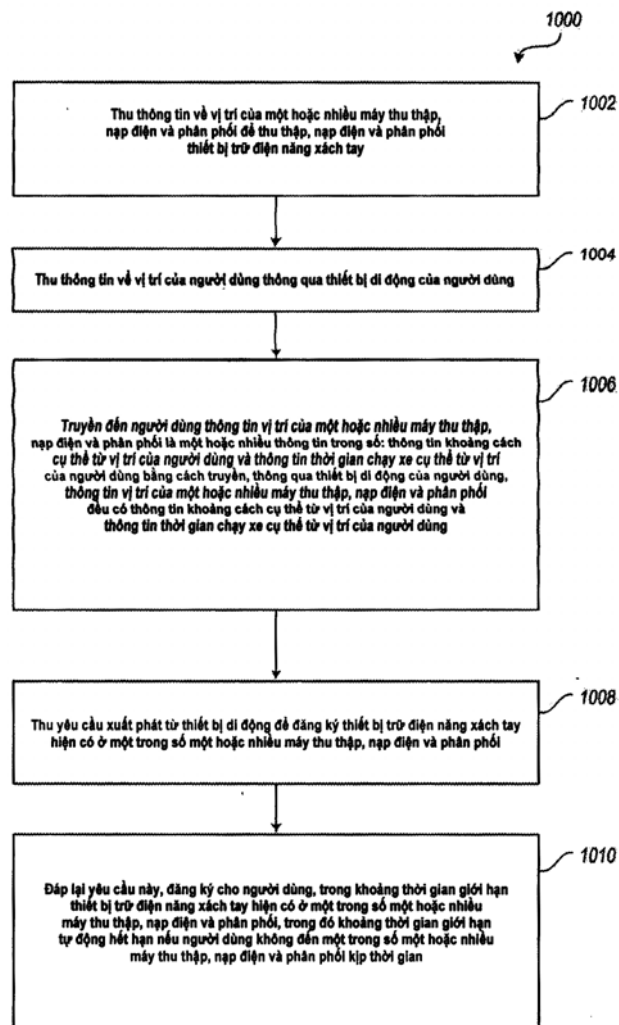 1000
1002
Thu thông tin về vị trí của một hoặc nhiều máy thu thập,
nạp điện và phân phối để thu thập, nạp điện và phân phối
thiết bị trữ điện năng xách tay
1004
Thu thông tin về vị trí của người dùng thông qua thiết bị di động của người dùng
1006
Truyền đến người dùng thông tin vị trí của một hoặc nhiều máy thu thập,
nạp điện và phân phối là một hoặc nhiều thông tin trong số: thông tin khoảng cách
cụ thể từ vị trí của người dùng và thông tin thời gian chạy xe cụ thể từ vị trí
của người dùng bằng cách truyền, thông qua thiết bị di động của người dùng,
thông tin vị trí của một hoặc nhiều máy thu thập, nạp điện và phân phối
đều có thông tin khoảng cách cụ thể từ vị trí của người dùng và
thông tin thời gian chạy xe cụ thể từ vị trí của người dùng
1008
Thu yêu cầu xuất phát từ thiết bị di động để đăng ký thiết bị trữ điện năng xách tay
hiện có ở một trong số một hoặc nhiều máy thu thập, nạp điện và phân phối
1010
Đáp lại yêu cầu này, đăng ký cho người dùng, trong khoảng thời gian giới hạn
thiết bị trữ điện năng xách tay hiện có ở một trong số một hoặc nhiều
máy thu thập, nạp điện và phân phối, trong đó khoảng thời gian giới hạn
tự động hết hạn nếu người dùng không đến một trong số một hoặc nhiều
máy thu thập, nạp điện và phân phối kịp thời gian